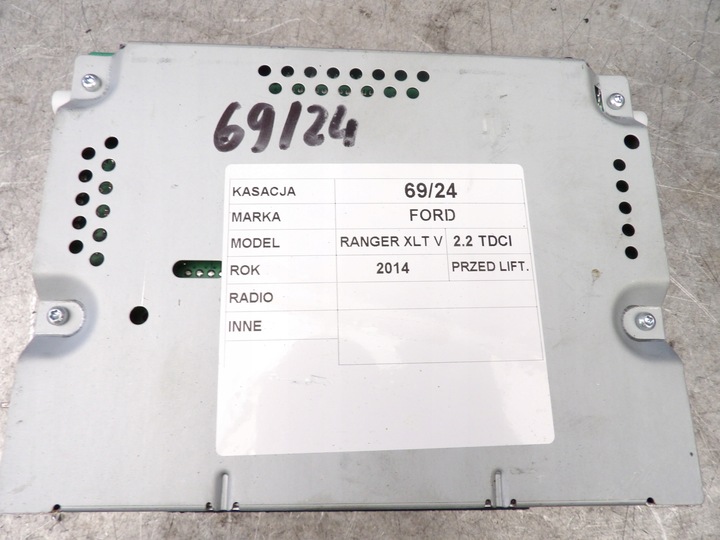 69/24
KASACJA 69/24
MARKA FORD
MODEL RANGER XLT V 2.2 TDCI
ROK 2014 PRZED LIFT.
RADIO
INNE